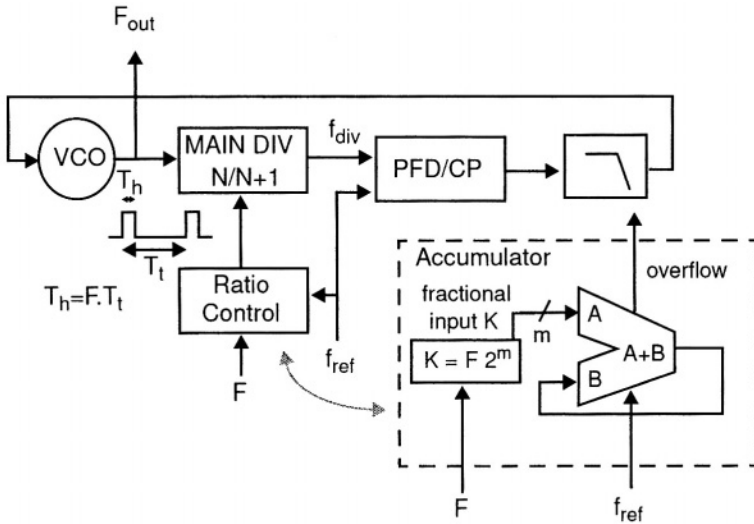 Fout
VCO
MAIN DIV
N/N+1
fdiv
PFD/CP
Th
Tt
Th=F.Tt
Ratio
Control
F
fref
Accumulator
overflow
fractional
input K
m
K = F 2^m
A
B
A+B
F
fref